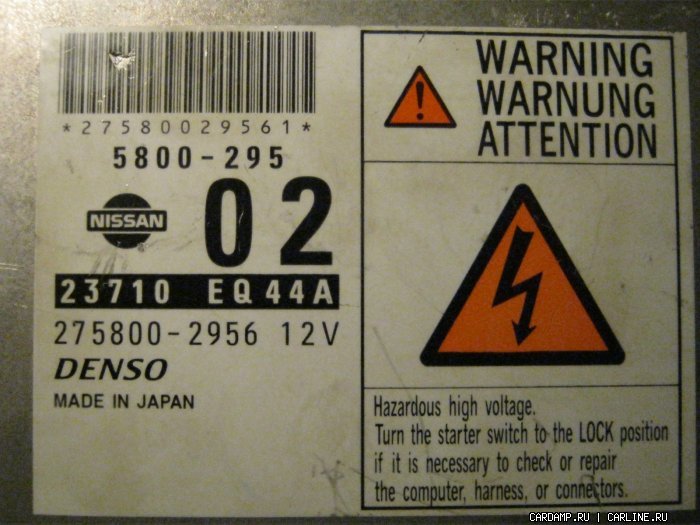 *27580029561*
5800-295
NISSAN
02
23710 EQ44A
275800-2956 12V
DENSO
MADE IN JAPAN
WARNING
WARNUNG
ATTENTION
Hazardous high voltage.
Turn the starter switch to the LOCK position
if it is necessary to check or repair
the computer, harness, or connectors.
CARDAMP.RU | CARLINE.RU